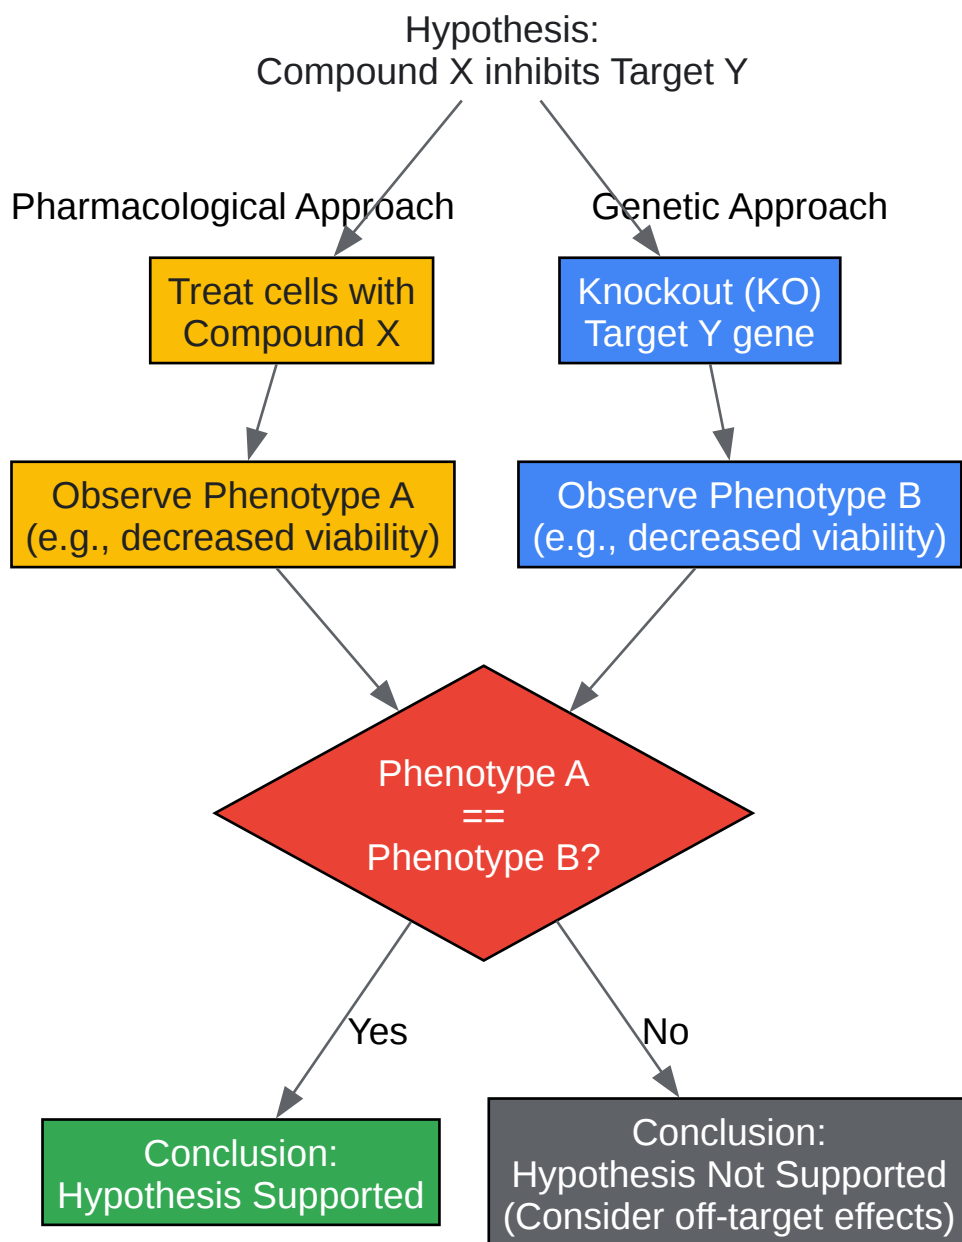 Hypothesis:
Compound X inhibits Target Y
Pharmacological Approach
Genetic Approach
Treat cells with
Compound X
Knockout (KO)
Target Y gene
Observe Phenotype A
(e.g., decreased viability)
Observe Phenotype B
(e.g., decreased viability)
Phenotype A
==
Phenotype B?
Yes
No
Conclusion:
Hypothesis Supported
Conclusion:
Hypothesis Not Supported
(Consider off-target effects)